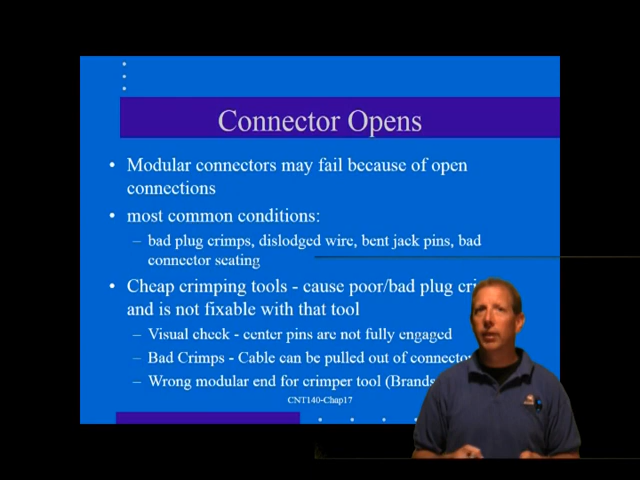 Connector Opens
• Modular connectors may fail because of open
connections
• most common conditions:
– bad plug crimps, dislodged wire, bent jack pins, bad
connector seating
• Cheap crimping tools - cause poor/bad plug cri
and is not fixable with that tool
– Visual check - center pins are not fully engaged
– Bad Crimps - Cable can be pulled out of connecto
– Wrong modular end for crimper tool (Brands
CNT140-Chap17